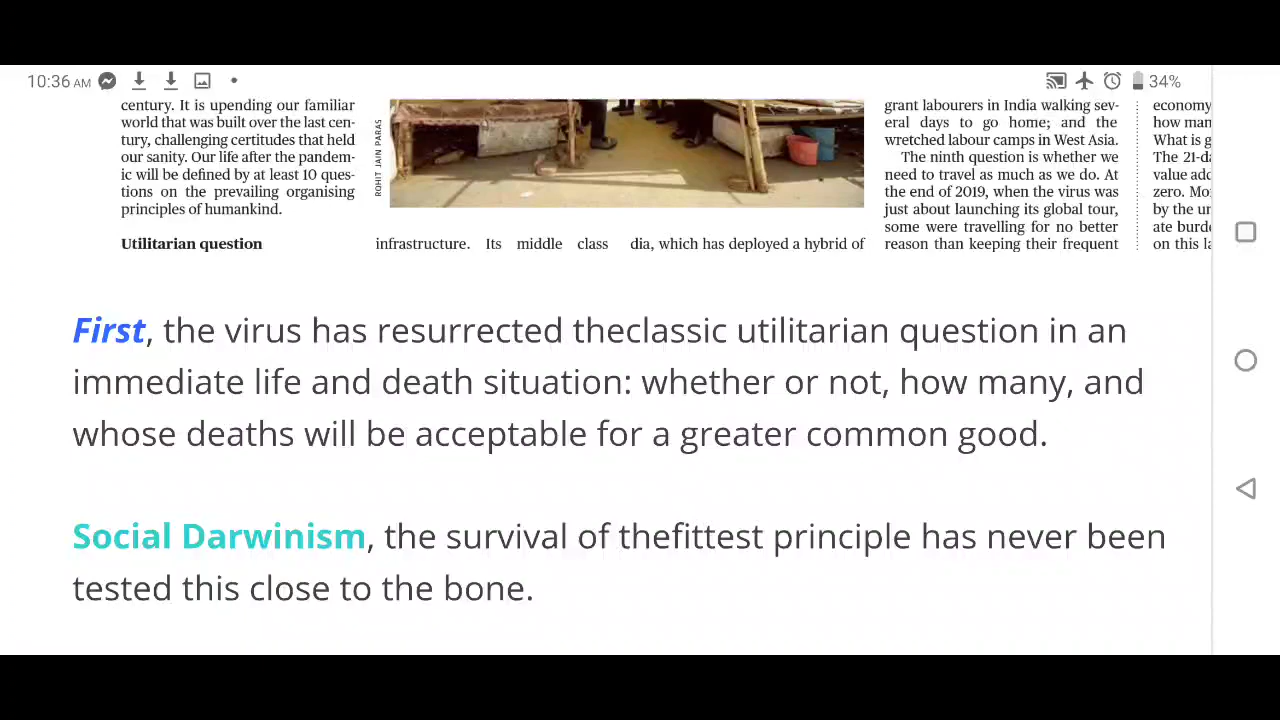 10:36 AM
34%
century. It is upending our familiar
world that was built over the last cen-
tury, challenging certitudes that held
our sanity. Our life after the pandem-
ic will be defined by at least 10 ques-
tions on the prevailing organising
principles of humankind.
Utilitarian question
ROHIT JAIN PARAS
infrastructure. Its middle class
dia, which has deployed a hybrid of
grant labourers in India walking sev-
eral days to go home; and the
wretched labour camps in West Asia.
The ninth question is whether we
need to travel as much as we do. At
the end of 2019, when the virus was
just about launching its global tour,
some were travelling for no better
reason than keeping their frequent
economy
how man
What is g
The 21-da
value add
zero. Mo
by the un
ate burd
on this la
First, the virus has resurrected theclassic utilitarian question in an
immediate life and death situation: whether or not, how many, and
whose deaths will be acceptable for a greater common good.
Social Darwinism, the survival of thefittest principle has never been
tested this close to the bone.